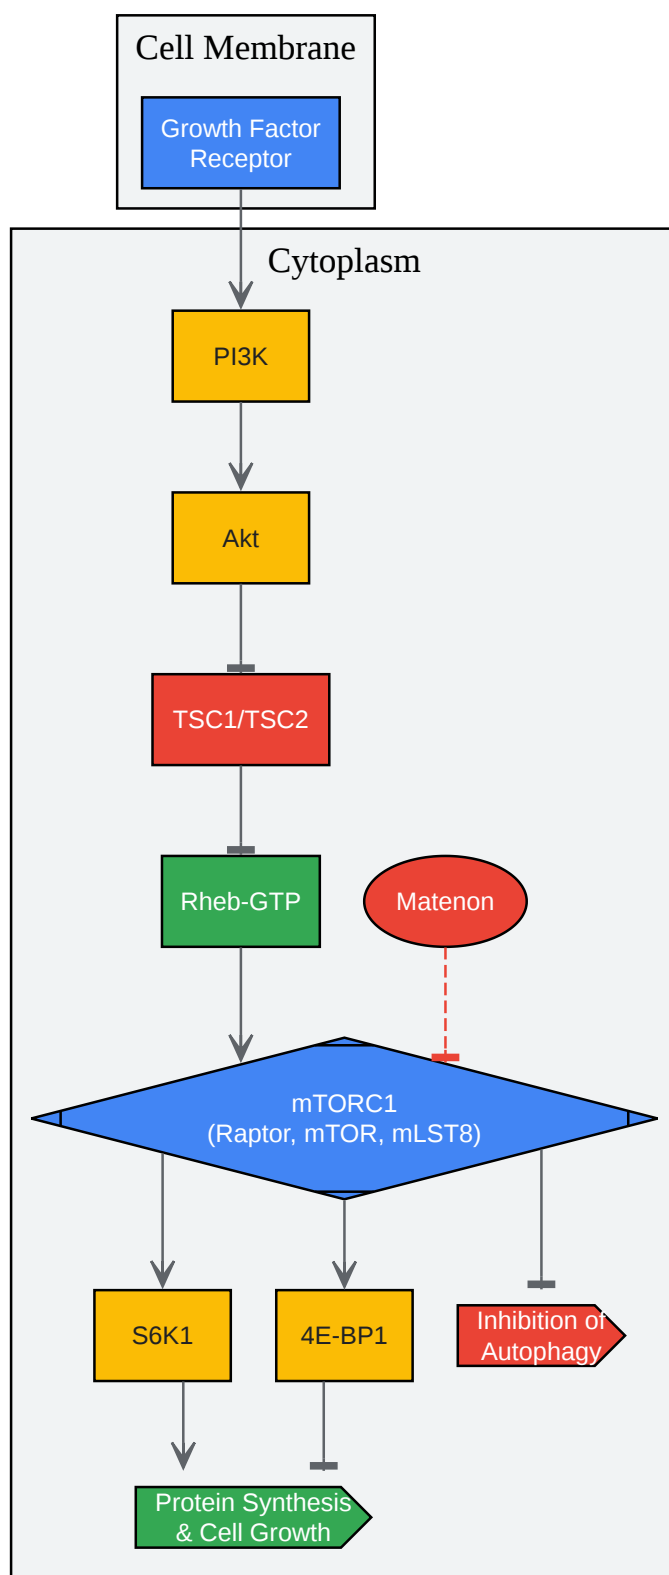 Cell Membrane
Growth Factor
Receptor
Cytoplasm
PI3K
Akt
TSC1/TSC2
Rheb-GTP
Matenon
mTORC1
(Raptor, mTOR, mLST8)
S6K1
4E-BP1
Inhibition of
Autophagy
Protein Synthesis
& Cell Growth